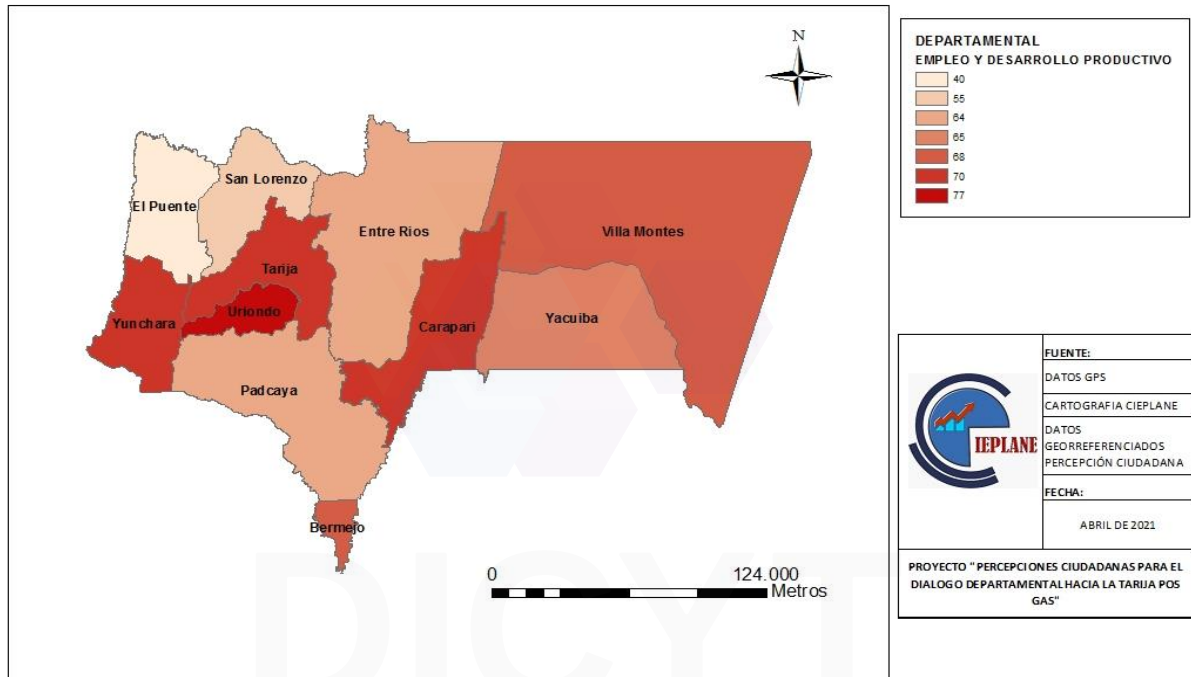 N
DEPARTAMENTAL
EMPLEO Y DESARROLLO PRODUCTIVO
40
55
64
65
68
70
77
San Lorenzo
El Puente
Entre Rios
Villa Montes
Tarija
Uriondo
Yunchara
Carapari
Yacuiba
Padcaya
Bermejo
0 124.000
Metros
IEPLANE
FUENTE:
DATOS GPS
CARTOGRAFIA CIEPLANE
DATOS
GEORREFERENCIADOS
PERCEPCIÓN CIUDADANA
FECHA:
ABRIL DE 2021
PROYECTO "PERCEPCIONES CIUDADANAS PARA EL
DIALOGO DEPARTAMENTAL HACIA LA TARIJA POS
GAS"
DICYT